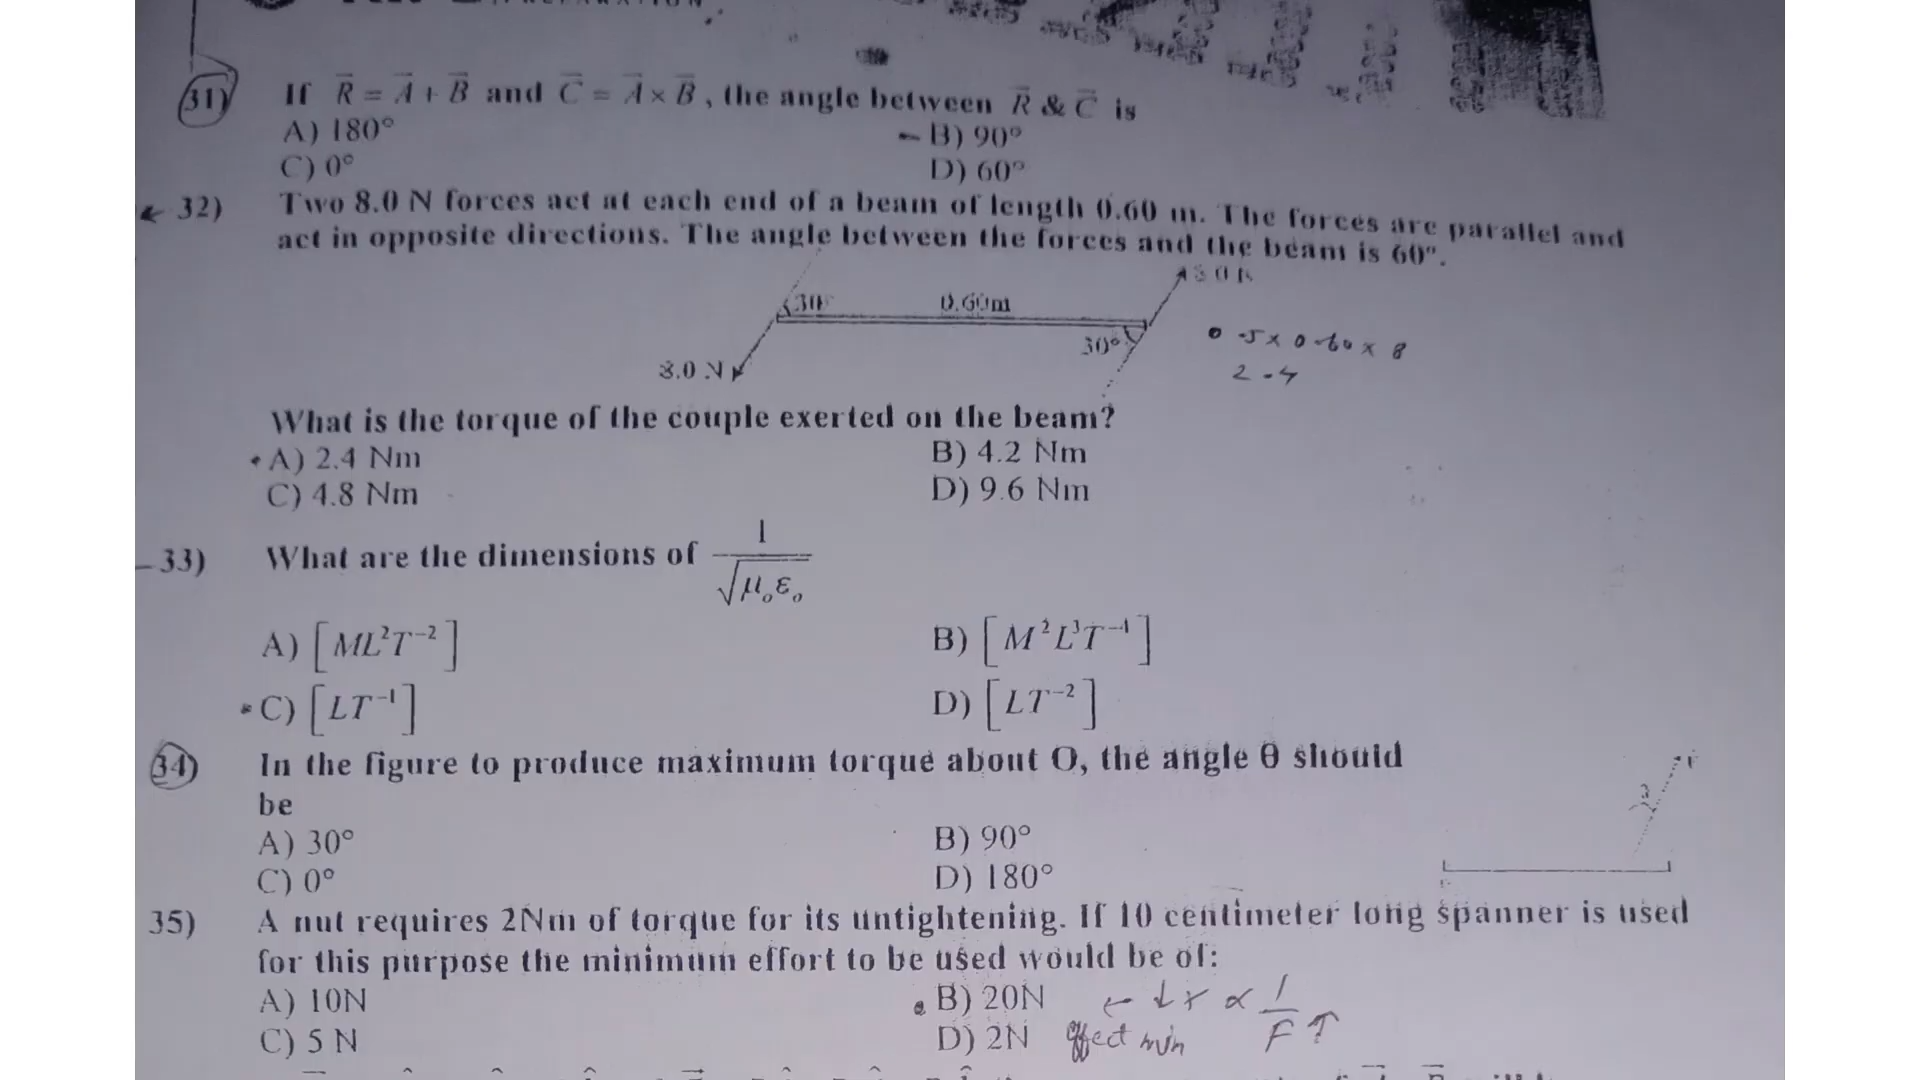 31) If R⃗ = A⃗ + B⃗ and C⃗ = A⃗ × B⃗, the angle between R⃗ & C⃗ is
A) 180° B) 90°
C) 0° D) 60°
32) Two 8.0 N forces act at each end of a beam of length 0.60 m. The forces are parallel and
act in opposite directions. The angle between the forces and the beam is 60°.
30° 0.60m
30°
8.0 N
0.5 × 0.60 × 8
2.4
What is the torque of the couple exerted on the beam?
A) 2.4 Nm B) 4.2 Nm
C) 4.8 Nm D) 9.6 Nm
33) What are the dimensions of 1/√μ₀ε₀
A) [ML²T⁻²] B) [M²L³T⁻⁴]
C) [LT⁻¹] D) [LT⁻²]
34) In the figure to produce maximum torque about O, the angle θ should
be
A) 30° B) 90°
C) 0° D) 180°
35) A nut requires 2Nm of torque for its untightening. If 10 centimeter long spanner is used
for this purpose the minimum effort to be used would be of:
A) 10N B) 20N ← ↓ r ∝ 1/F ↑
C) 5 N D) 2N effect min